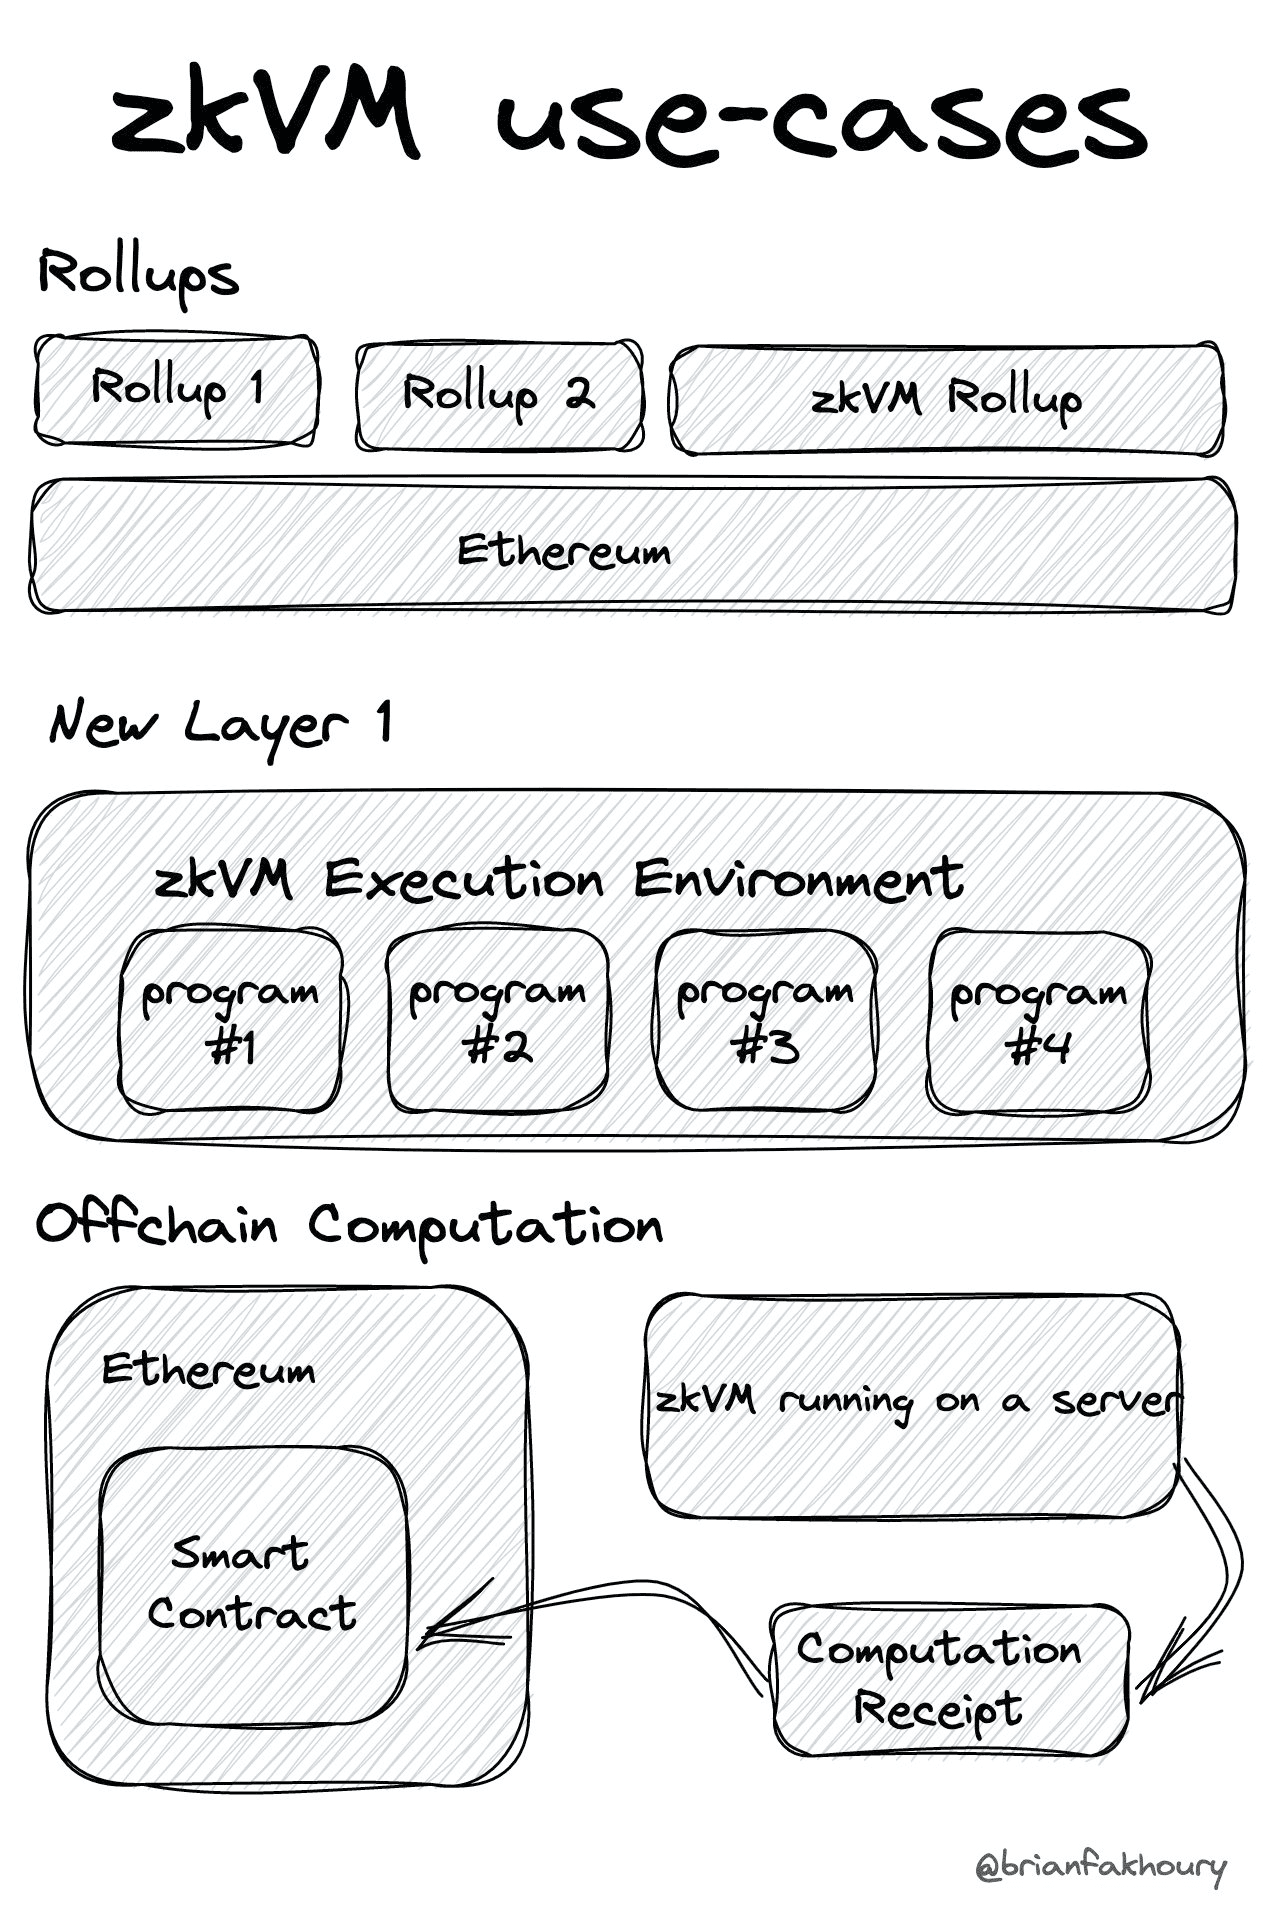 zkVM use-cases
Rollups
Rollup 1
Rollup 2
zkVM Rollup
Ethereum
New Layer 1
zkVM Execution Environment
program
#1
program
#2
program
#3
program
#4
Offchain Computation
Ethereum
Smart
Contract
zkVM running on a server
Computation
Receipt
@brianfakhoury